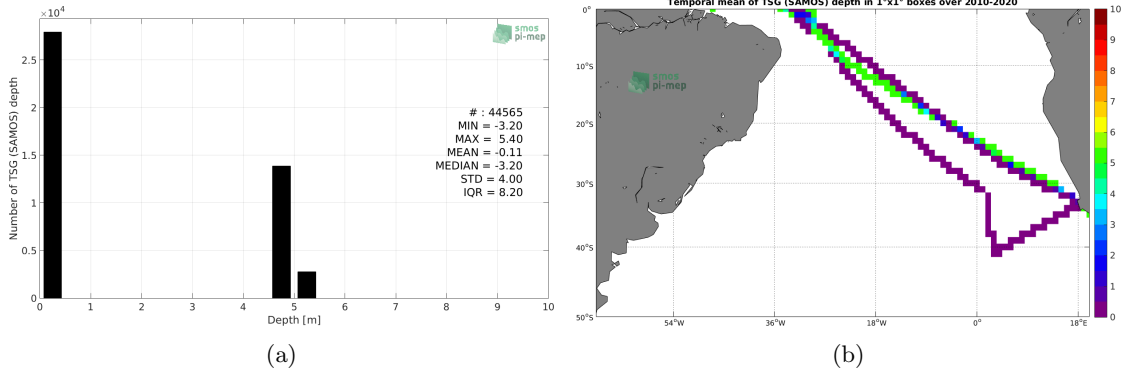 ×10⁴
Number of TSG (SAMOS) depth
2.5
2
1.5
1
0.5
0
0 1 2 3 4 5 6 7 8 9 10
Depth [m]
smos
pi-mep
# : 44565
MIN = -3.20
MAX = 5.40
MEAN = -0.11
MEDIAN = -3.20
STD = 4.00
IQR = 8.20
(a)
Temporal mean of TSG (SAMOS) depth in 1°x1° boxes over 2010-2020
0°
10°S
20°S
30°S
40°S
50°S
54°W 36°W 18°W 0° 18°E
smos
pi-mep
10
9
8
7
6
5
4
3
2
1
0
(b)